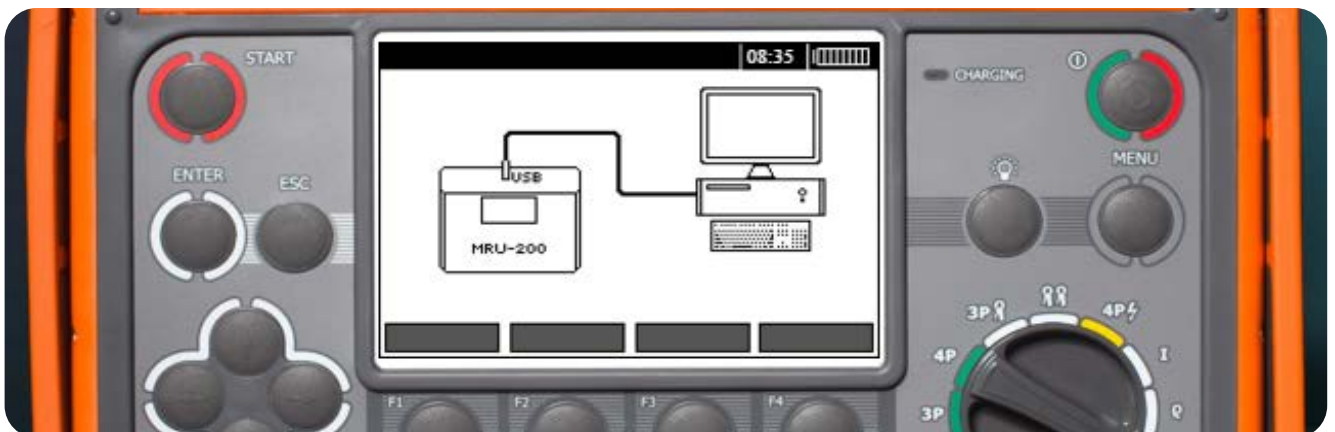 START
08:35
CHARGING
ENTER
ESC
MENU
USB
MRU-200
3P
4P
4P
I
3P
ϱ
F1
F2
F3
F4